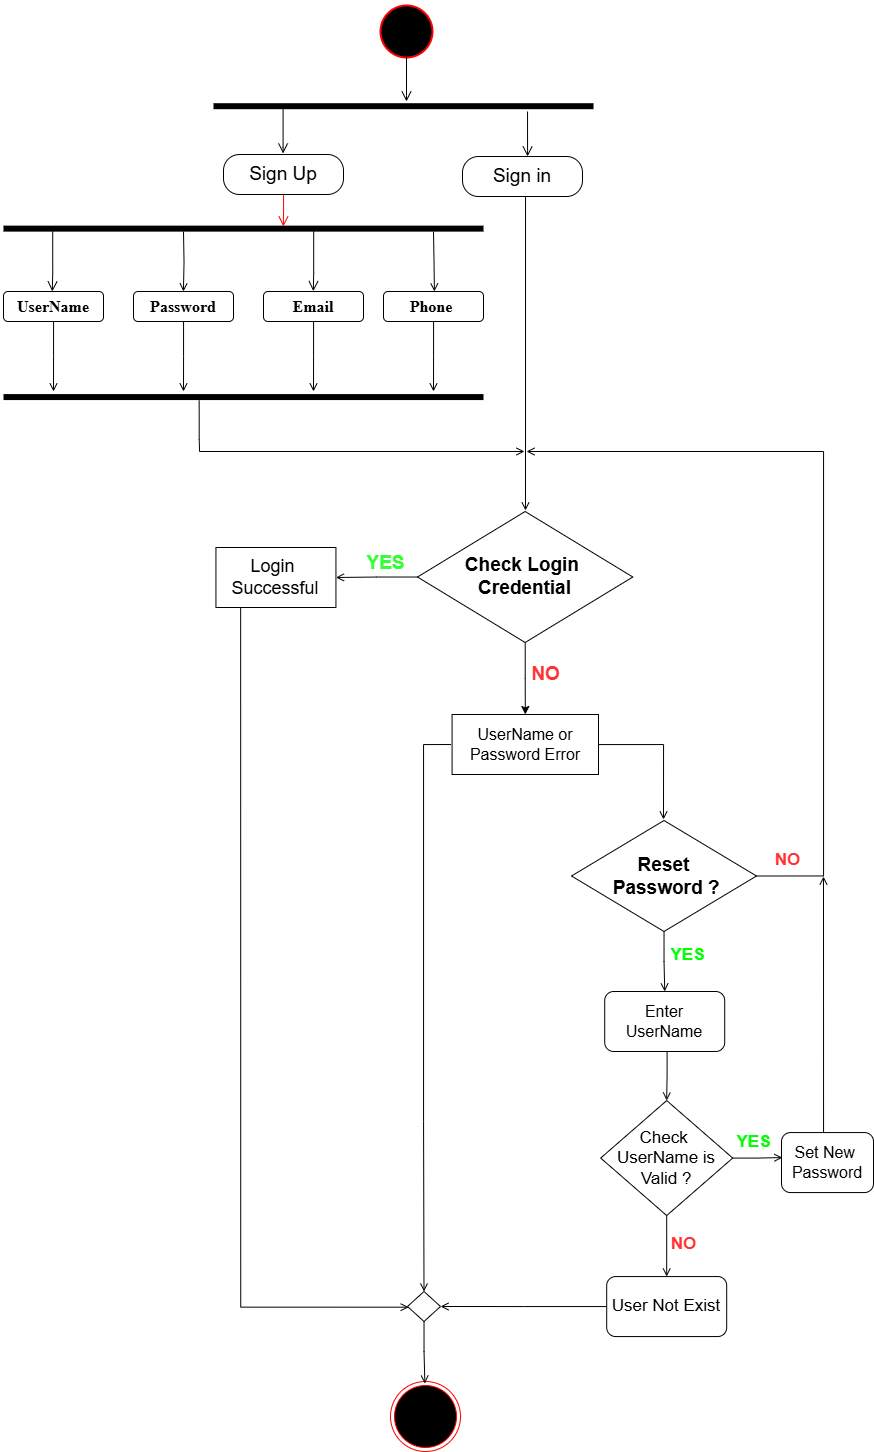 Sign Up
Sign in
UserName
Password
Email
Phone
Check Login
Credential
YES
Login
Successful
NO
UserName or
Password Error
Reset
Password ?
NO
YES
Enter
UserName
Check
UserName is
Valid ?
YES
Set New
Password
NO
User Not Exist